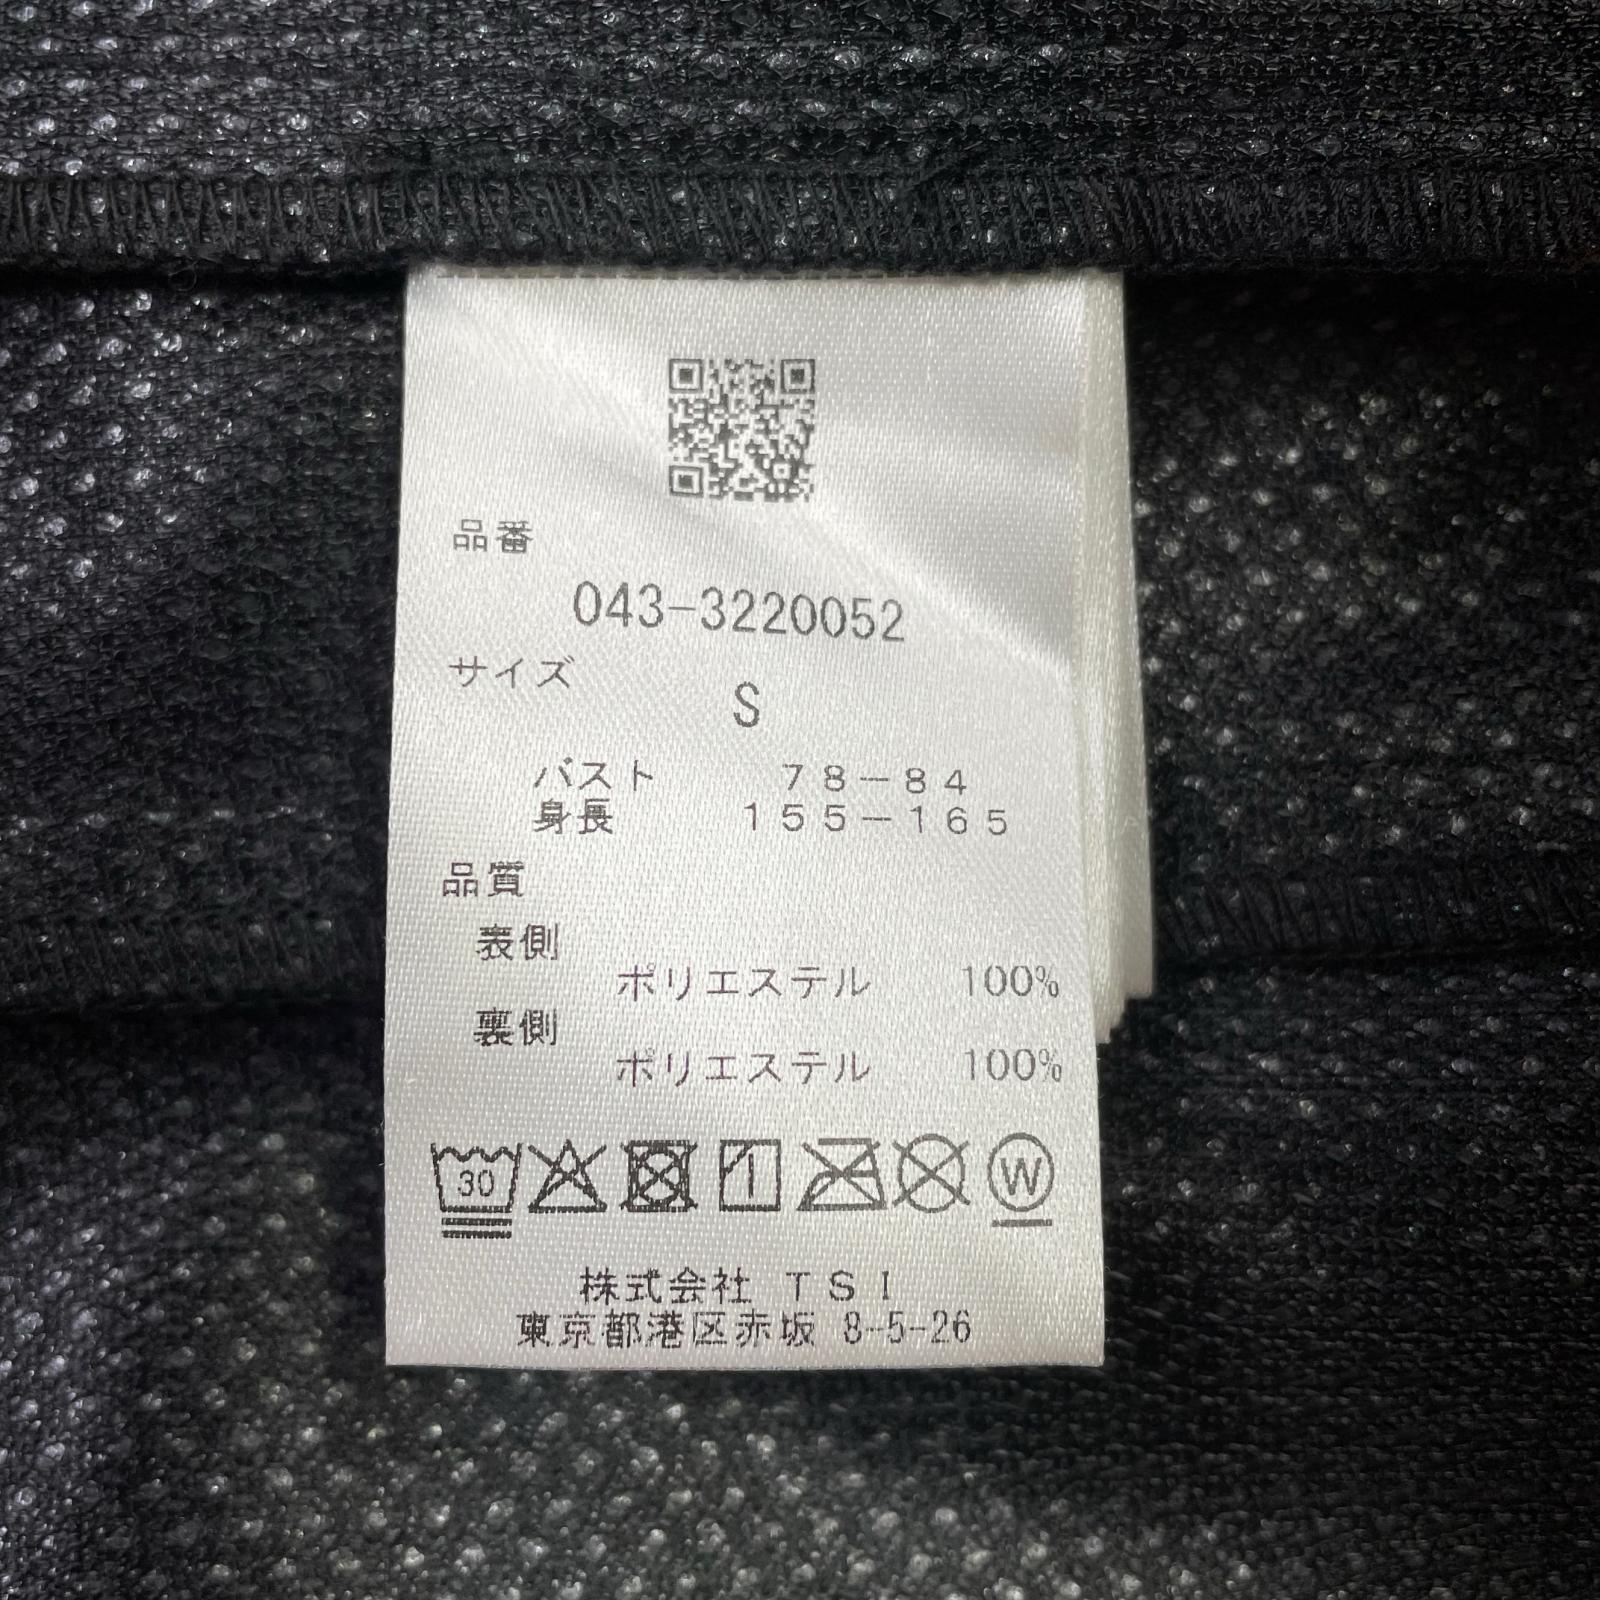 品番
043-3220052
サイズ
S
バスト 78-84
身長 155-165
品質
表側
ポリエステル 100%
裏側
ポリエステル 100%
30
W
株式会社 TSI
東京都港区赤坂 8-5-26